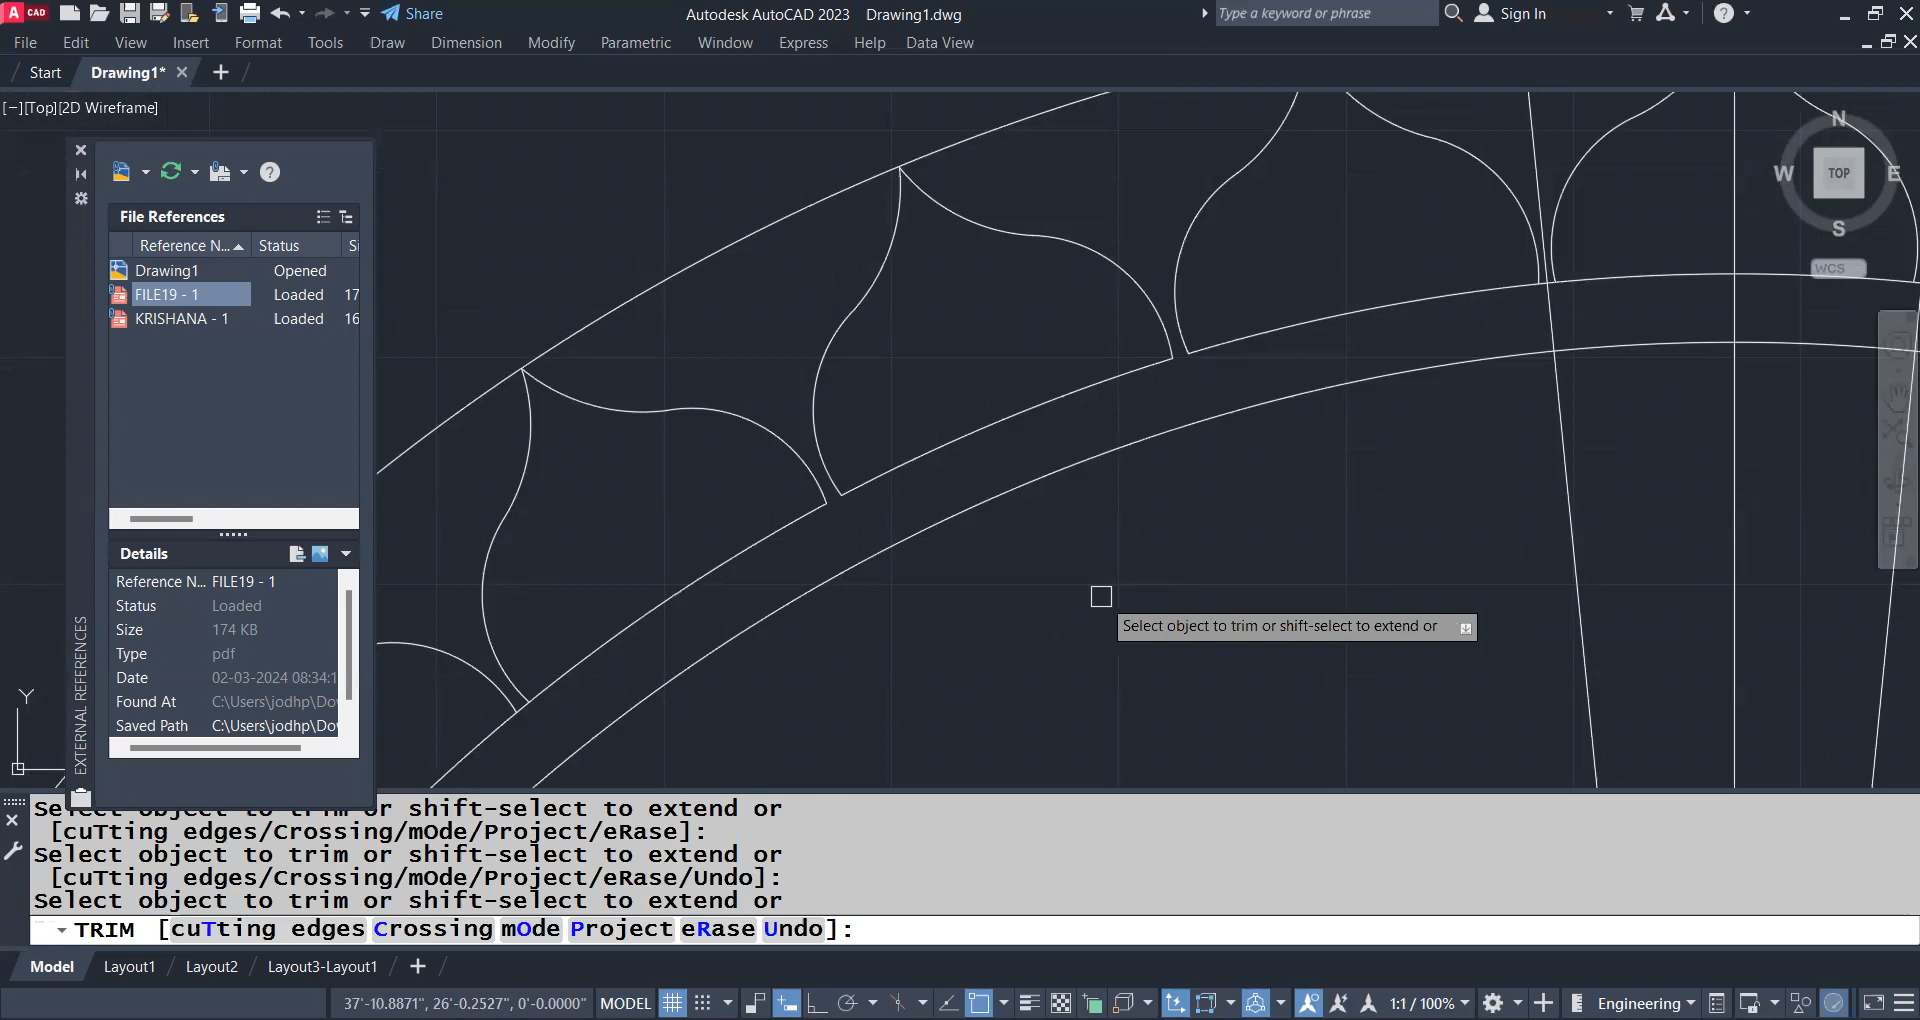 A CAD
Share
Autodesk AutoCAD 2023 Drawing1.dwg
Type a keyword or phrase
Sign In
File Edit View Insert Format Tools Draw Dimension Modify Parametric Window Express Help Data View
Start Drawing1*
[−][Top][2D Wireframe]
N
W TOP E
S
WCS
File References
Reference N... Status Si
Drawing1 Opened
FILE19 - 1 Loaded 17
KRISHANA - 1 Loaded 16
Details
Reference N... FILE19 - 1
Status Loaded
Size 174 KB
Type pdf
Date 02-03-2024 08:34:1
Found At C:\Users\jodhp\Do
Saved Path C:\Users\jodhp\Do
EXTERNAL REFERENCES
Y
Select object to trim or shift-select to extend or
Select object to trim or shift-select to extend or
[cuTting edges/Crossing/mOde/Project/eRase]:
Select object to trim or shift-select to extend or
[cuTting edges/Crossing/mOde/Project/eRase/Undo]:
Select object to trim or shift-select to extend or
TRIM [cuTting edges Crossing mOde Project eRase Undo]:
Model Layout1 Layout2 Layout3-Layout1
37'-10.8871", 26'-0.2527", 0'-0.0000" MODEL 1:1 / 100% Engineering